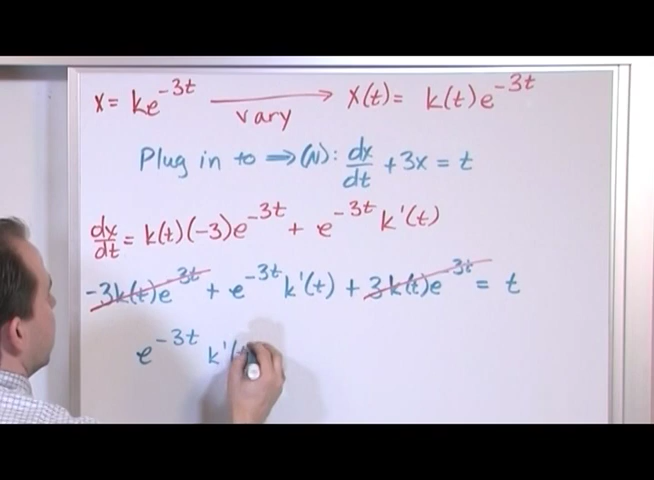 x = ke^{-3t} → vary x(t) = k(t)e^{-3t}
Plug in to ⟹ (N): dx/dt + 3x = t
dx/dt = k(t)(-3)e^{-3t} + e^{-3t} k'(t)
-3k(t)e^{-3t} + e^{-3t} k'(t) + 3k(t)e^{-3t} = t
e^{-3t} k'(t